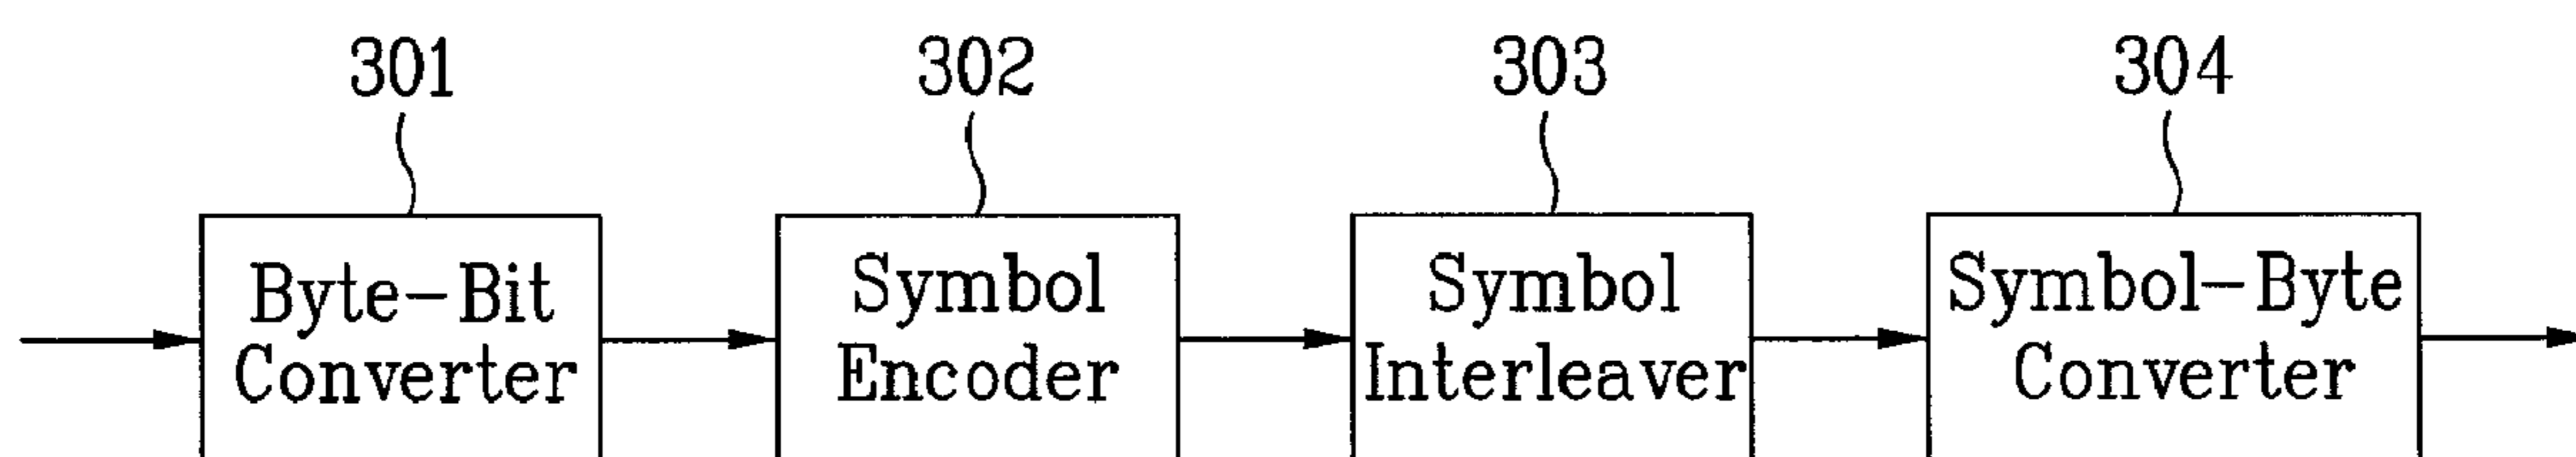 301
302
303
304
Byte-Bit
Converter
Symbol
Encoder
Symbol
Interleaver
Symbol-Byte
Converter